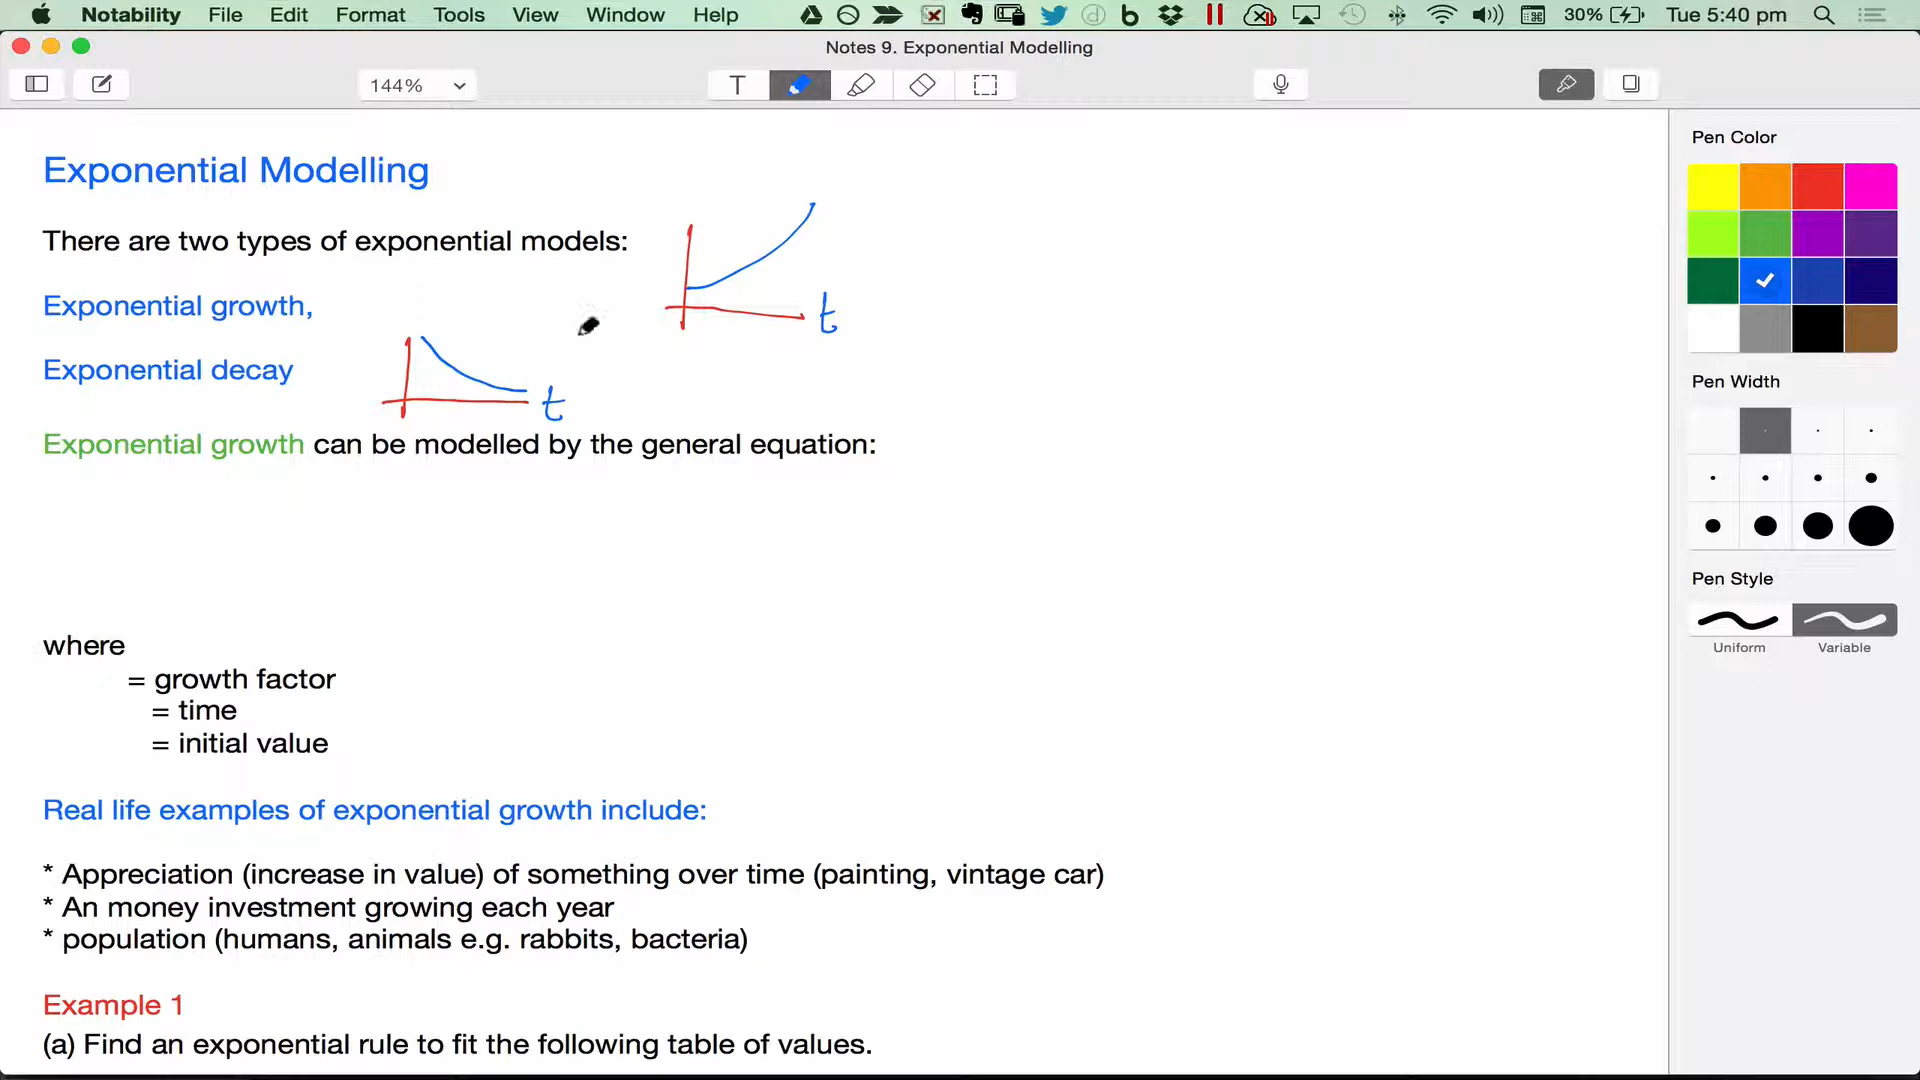 Notability File Edit Format Tools View Window Help 30% Tue 5:40 pm
Notes 9. Exponential Modelling
144% T
Exponential Modelling
There are two types of exponential models:
Exponential growth,
t
Exponential decay
t
Exponential growth can be modelled by the general equation:
where
= growth factor
= time
= initial value
Real life examples of exponential growth include:
* Appreciation (increase in value) of something over time (painting, vintage car)
* An money investment growing each year
* population (humans, animals e.g. rabbits, bacteria)
Example 1
(a) Find an exponential rule to fit the following table of values.
Pen Color
Pen Width
Pen Style
Uniform Variable